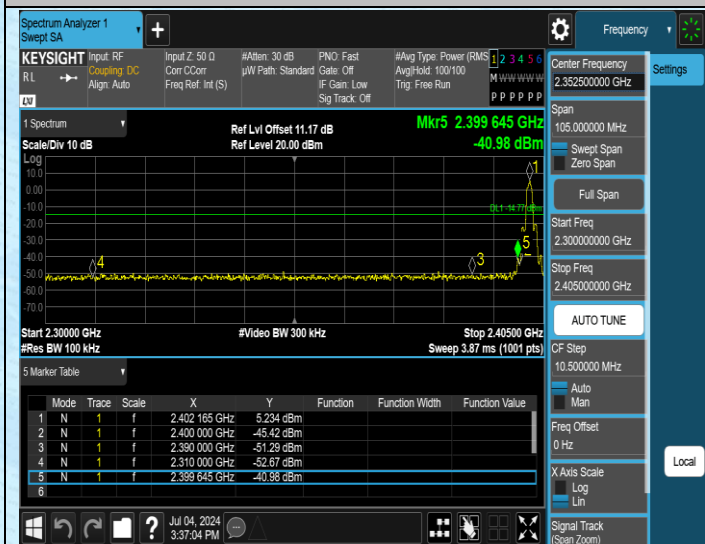 Spectrum Analyzer 1
Swept SA
+
Frequency
KEYSIGHT
Input: RF
Coupling: DC
Align: Auto
RL
LXI
Input Z: 50 Ω
Corr CCorr
Freq Ref: Int (S)
#Atten: 30 dB
µW Path: Standard
PNO: Fast
Gate: Off
IF Gain: Low
Sig Track: Off
#Avg Type: Power (RMS
Avg|Hold: 100/100
Trig: Free Run
1 2 3 4 5 6
M W W W W W
P P P P P P
1 Spectrum
Scale/Div 10 dB
Ref Lvl Offset 11.17 dB
Ref Level 20.00 dBm
Mkr5 2.399 645 GHz
-40.98 dBm
Log
10.0
0.00
-10.0
-20.0
-30.0
-40.0
-50.0
-60.0
-70.0
DL1 -14.77 dBm
1
5
3
4
Start 2.30000 GHz
#Res BW 100 kHz
#Video BW 300 kHz
Stop 2.40500 GHz
Sweep 3.87 ms (1001 pts)
5 Marker Table
Mode Trace Scale X Y Function Function Width Function Value
1 N 1 f 2.402 165 GHz 5.234 dBm
2 N 1 f 2.400 000 GHz -45.42 dBm
3 N 1 f 2.390 000 GHz -51.29 dBm
4 N 1 f 2.310 000 GHz -52.67 dBm
5 N 1 f 2.399 645 GHz -40.98 dBm
6
?
Jul 04, 2024
3:37:04 PM
Center Frequency
2.352500000 GHz
Span
105.000000 MHz
Swept Span
Zero Span
Full Span
Start Freq
2.300000000 GHz
Stop Freq
2.405000000 GHz
AUTO TUNE
CF Step
10.500000 MHz
Auto
Man
Freq Offset
0 Hz
X Axis Scale
Log
Lin
Signal Track
(Span Zoom)
Settings
Local